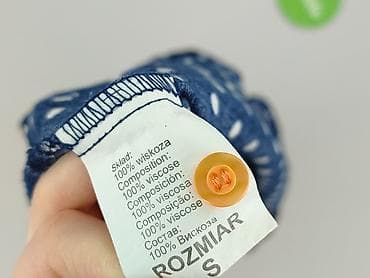 Skład:
100% wiskoza
Composition:
100% viscose
Composición:
100% viscosa
Composição:
100% viscose
Состав:
100% Вискоза
ROZMIAR
S